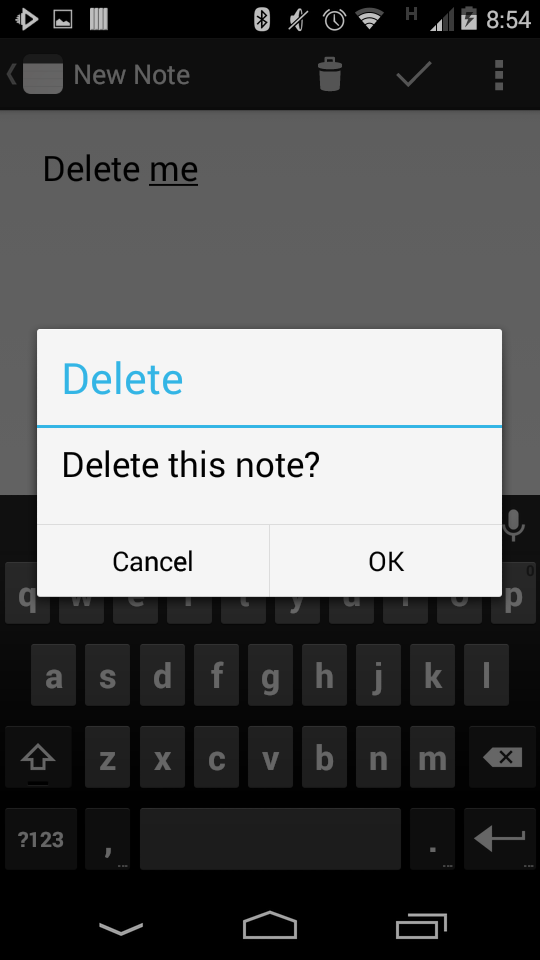 H 8:54
New Note
Delete me
Delete
Delete this note?
Cancel OK
q w e r t y u i o p 0
a s d f g h j k l
z x c v b n m
?123 , ... . ... ...